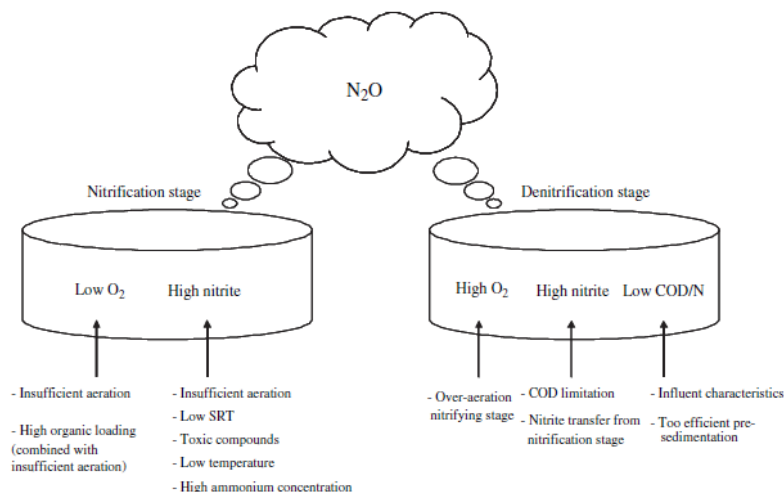 N₂O
Nitrification stage
Denitrification stage
Low O₂
High nitrite
High O₂
High nitrite
Low COD/N
- Insufficient aeration
- High organic loading
(combined with
insufficient aeration)
- Insufficient aeration
- Low SRT
- Toxic compounds
- Low temperature
- High ammonium concentration
- Over-aeration
nitrifying stage
- COD limitation
- Nitrite transfer from
nitrification stage
- Influent characteristics
- Too efficient pre-
sedimentation